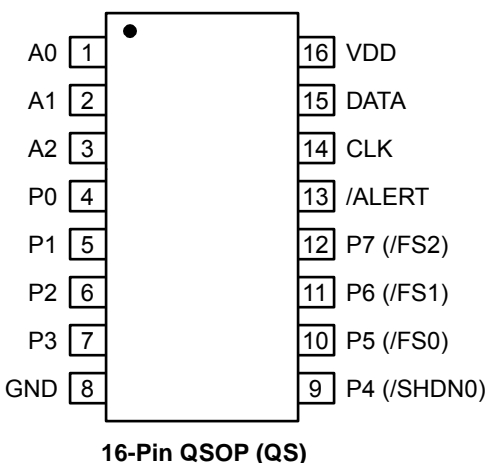 A0 1 16 VDD
A1 2 15 DATA
A2 3 14 CLK
P0 4 13 /ALERT
P1 5 12 P7 (/FS2)
P2 6 11 P6 (/FS1)
P3 7 10 P5 (/FS0)
GND 8 9 P4 (/SHDN0)
16-Pin QSOP (QS)